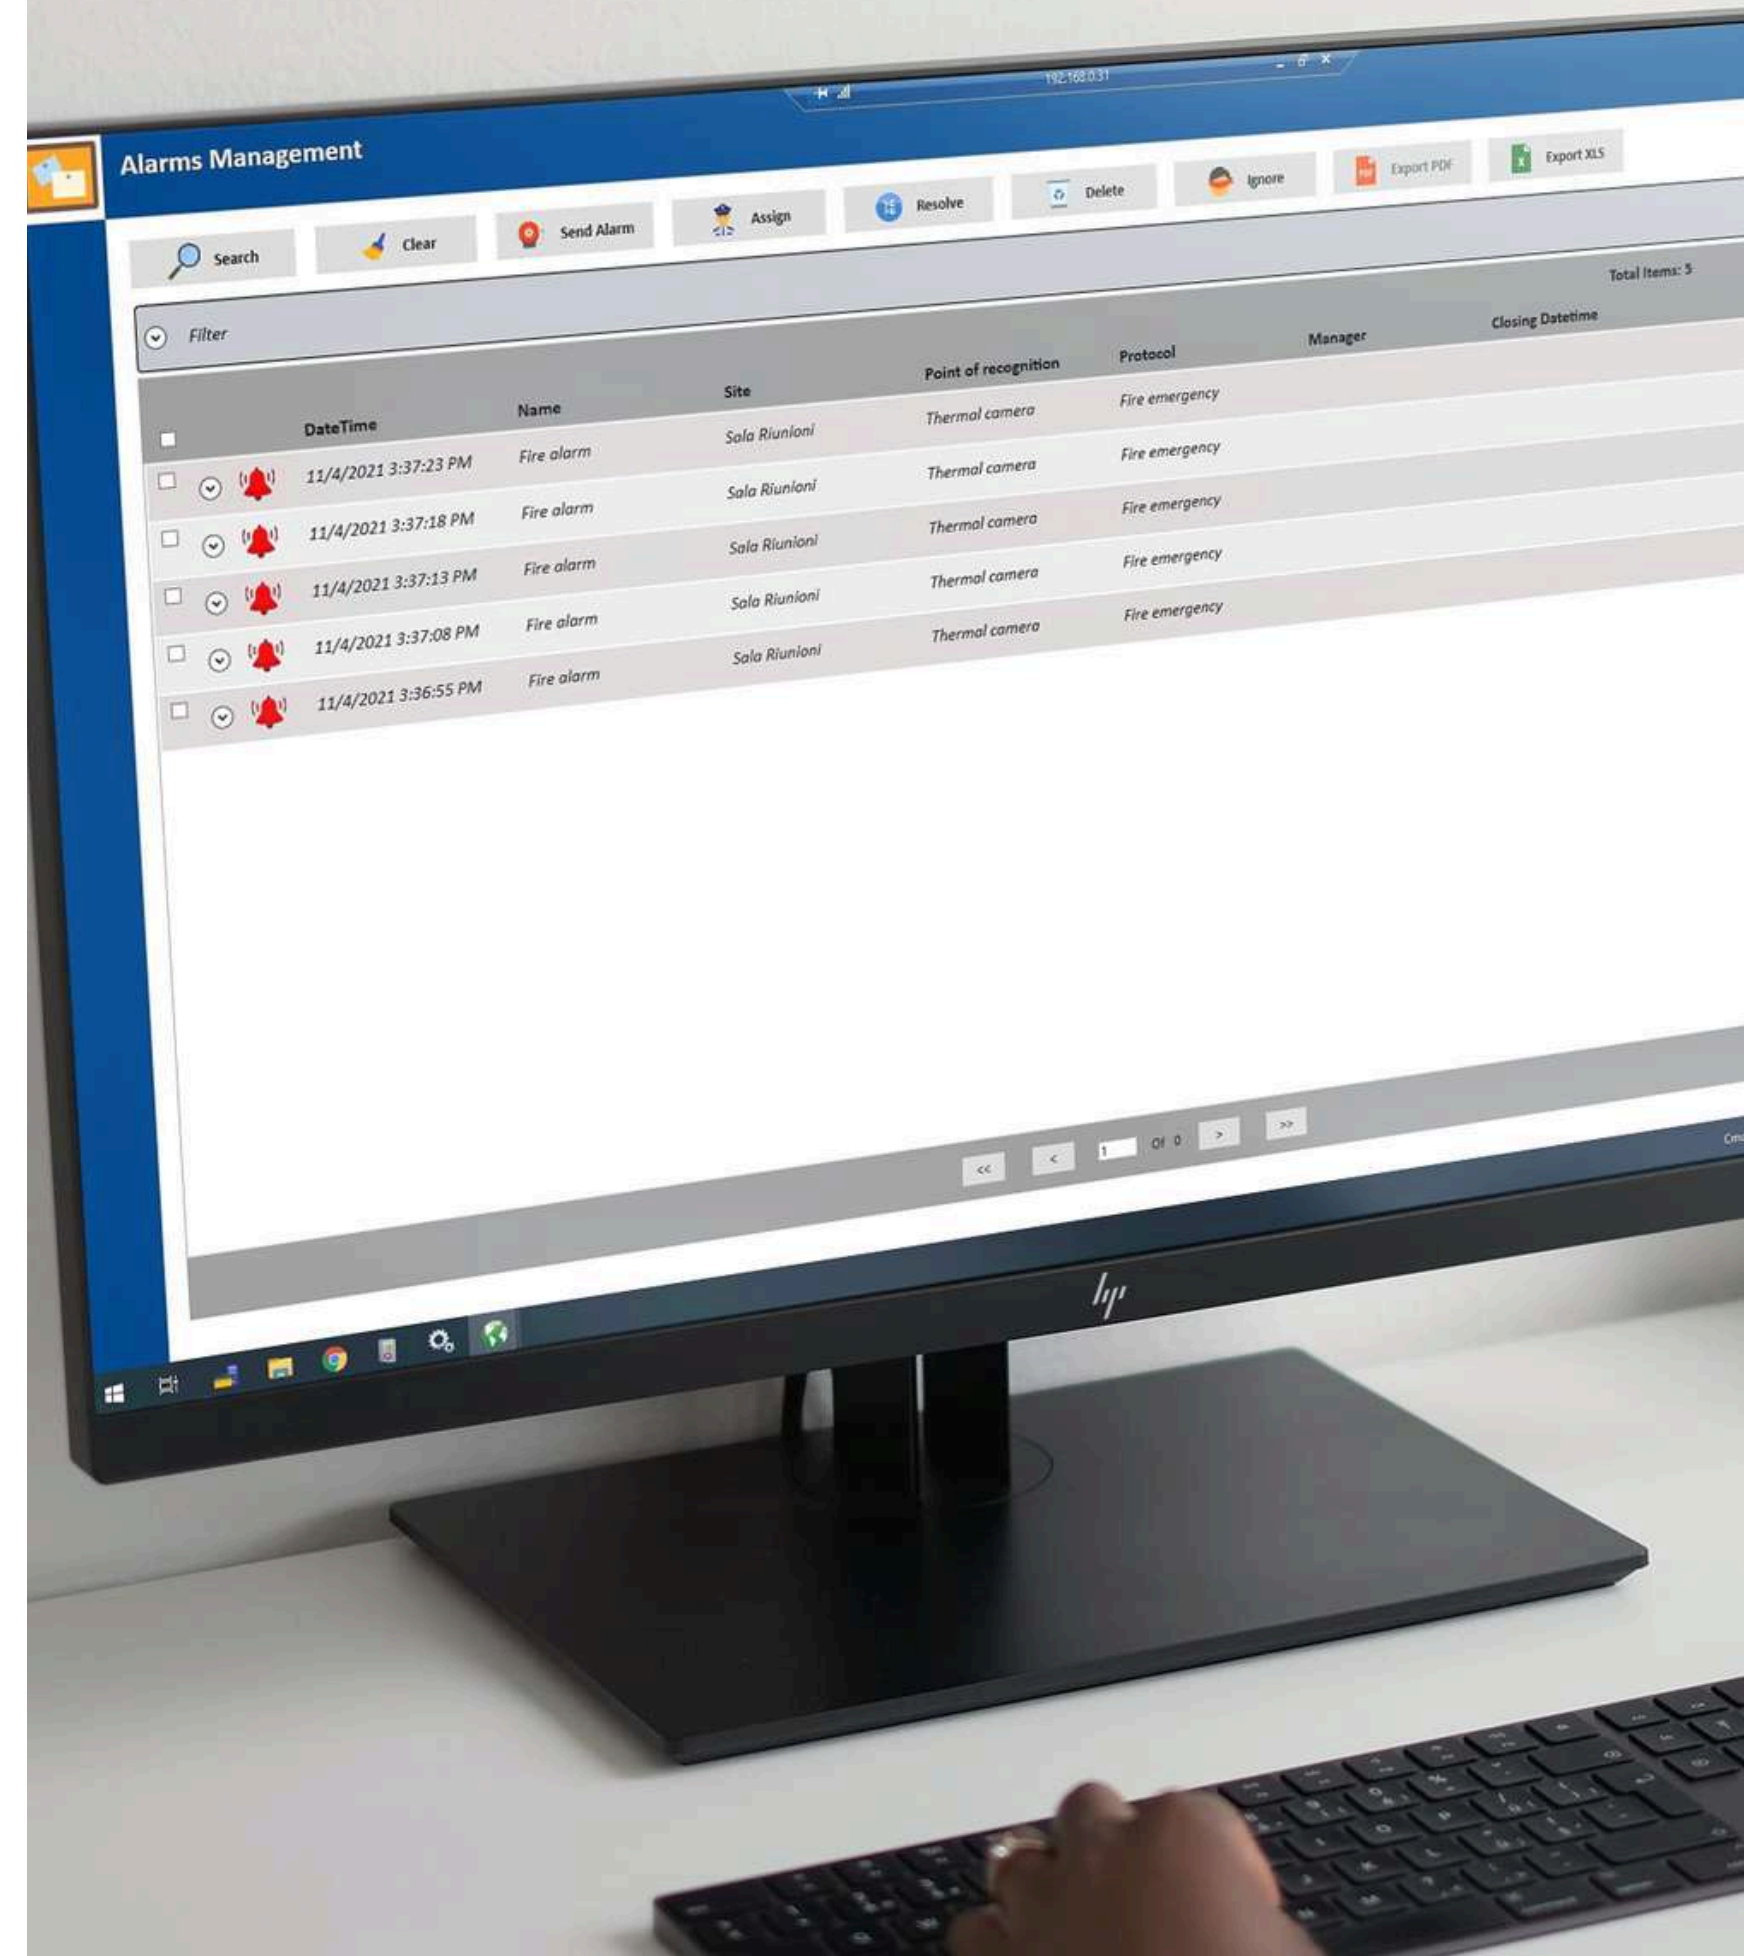 192.168.0.31
Alarms Management
Search Clear Send Alarm Assign Resolve Delete Ignore Export PDF Export XLS
Filter
Total Items: 5
DateTime Name Site Point of recognition Protocol Manager Closing Datetime
11/4/2021 3:37:23 PM Fire alarm Sala Riunioni Thermal camera Fire emergency
11/4/2021 3:37:18 PM Fire alarm Sala Riunioni Thermal camera Fire emergency
11/4/2021 3:37:13 PM Fire alarm Sala Riunioni Thermal camera Fire emergency
11/4/2021 3:37:08 PM Fire alarm Sala Riunioni Thermal camera Fire emergency
11/4/2021 3:36:55 PM Fire alarm Sala Riunioni Thermal camera Fire emergency
<< < 1 Of 0 > >>
hp